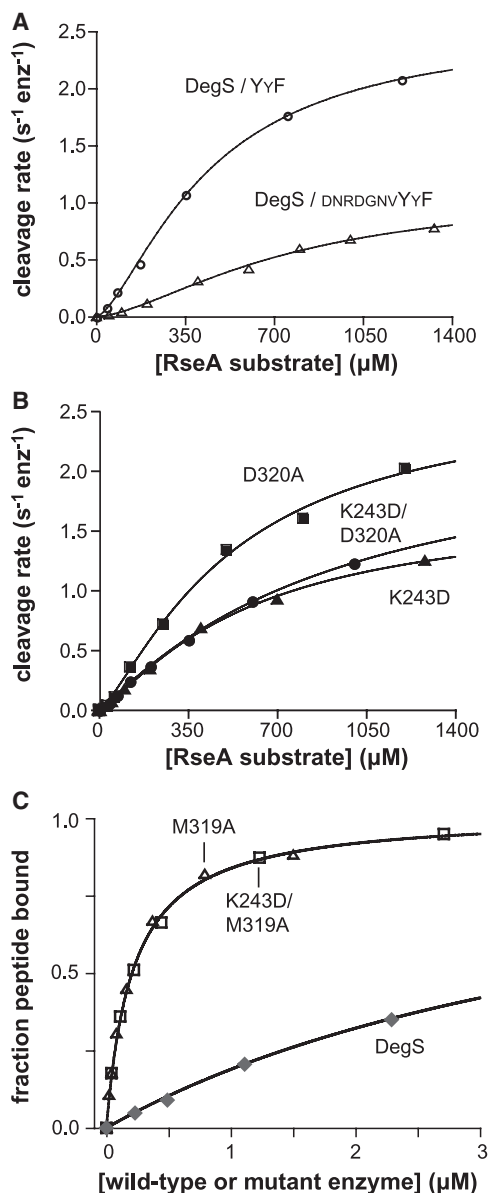 A
cleavage rate (s⁻¹ enz⁻¹)
2.5
2.0
1.5
1.0
0.5
0.0
DegS / YYF
DegS / DNRDGNVYYF
0
350
700
1050
1400
[RseA substrate] (µM)
B
cleavage rate (s⁻¹ enz⁻¹)
2.5
2.0
1.5
1.0
0.5
0.0
D320A
K243D/
D320A
K243D
0
350
700
1050
1400
[RseA substrate] (µM)
C
fraction peptide bound
1.0
0.5
0.0
M319A
K243D/
M319A
DegS
0
1
2
3
[wild-type or mutant enzyme] (µM)